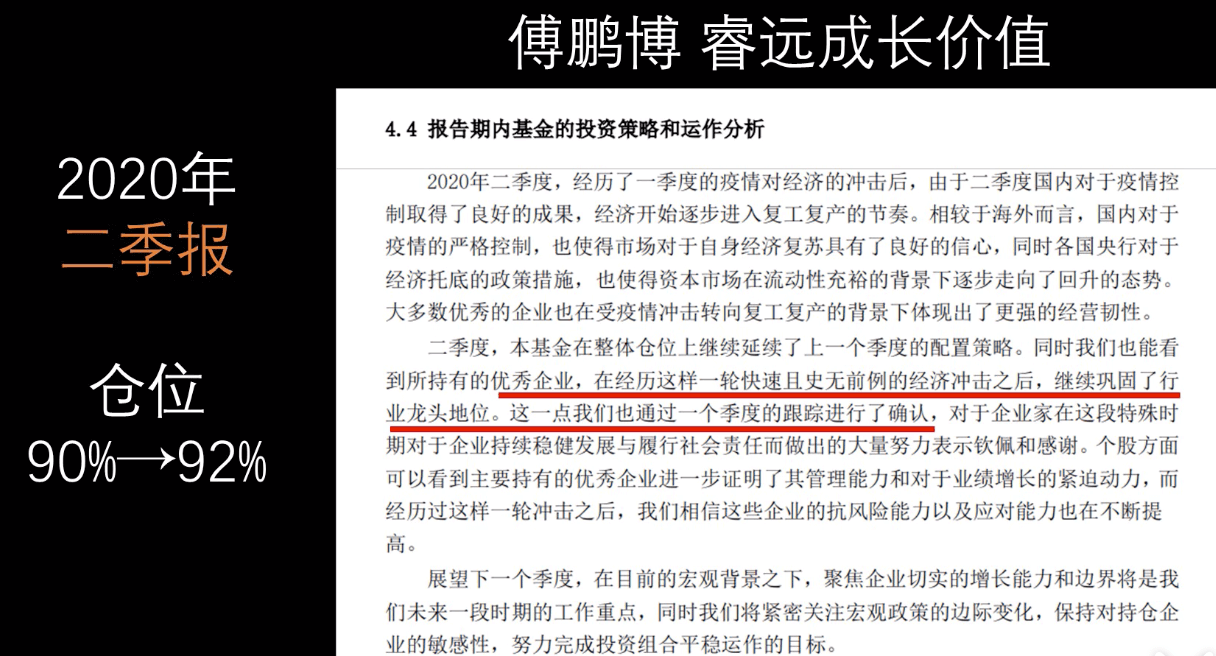 傅鹏博 睿远成长价值
2020年
二季报
仓位
90%→92%
4.4 报告期内基金的投资策略和运作分析
2020年二季度，经历了一季度的疫情对经济的冲击后，由于二季度国内对于疫情控
制取得了良好的成果，经济开始逐步进入复工复产的节奏。相较于海外而言，国内对于
疫情的严格控制，也使得市场对于自身经济复苏具有了良好的信心，同时各国央行对于
经济托底的政策措施，也使得资本市场在流动性充裕的背景下逐步走向了回升的态势。
大多数优秀的企业也在受疫情冲击转向复工复产的背景下体现出了更强的经营韧性。
二季度，本基金在整体仓位上继续延续了上一个季度的配置策略。同时我们也能看
到所持有的优秀企业，在经历这样一轮快速且史无前例的经济冲击之后，继续巩固了行
业龙头地位。这一点我们也通过一个季度的跟踪进行了确认，对于企业家在这段特殊时
期对于企业持续稳健发展与履行社会责任而做出的大量努力表示钦佩和感谢。个股方面
可以看到主要持有的优秀企业进一步证明了其管理能力和对于业绩增长的紧迫动力，而
经历过这样一轮冲击之后，我们相信这些企业的抗风险能力以及应对能力也在不断提
高。
展望下一个季度，在目前的宏观背景之下，聚焦企业切实的增长能力和边界将是我
们未来一段时期的工作重点，同时我们将紧密关注宏观政策的边际变化，保持对持仓企
业的敏感性，努力完成投资组合平稳运作的目标。